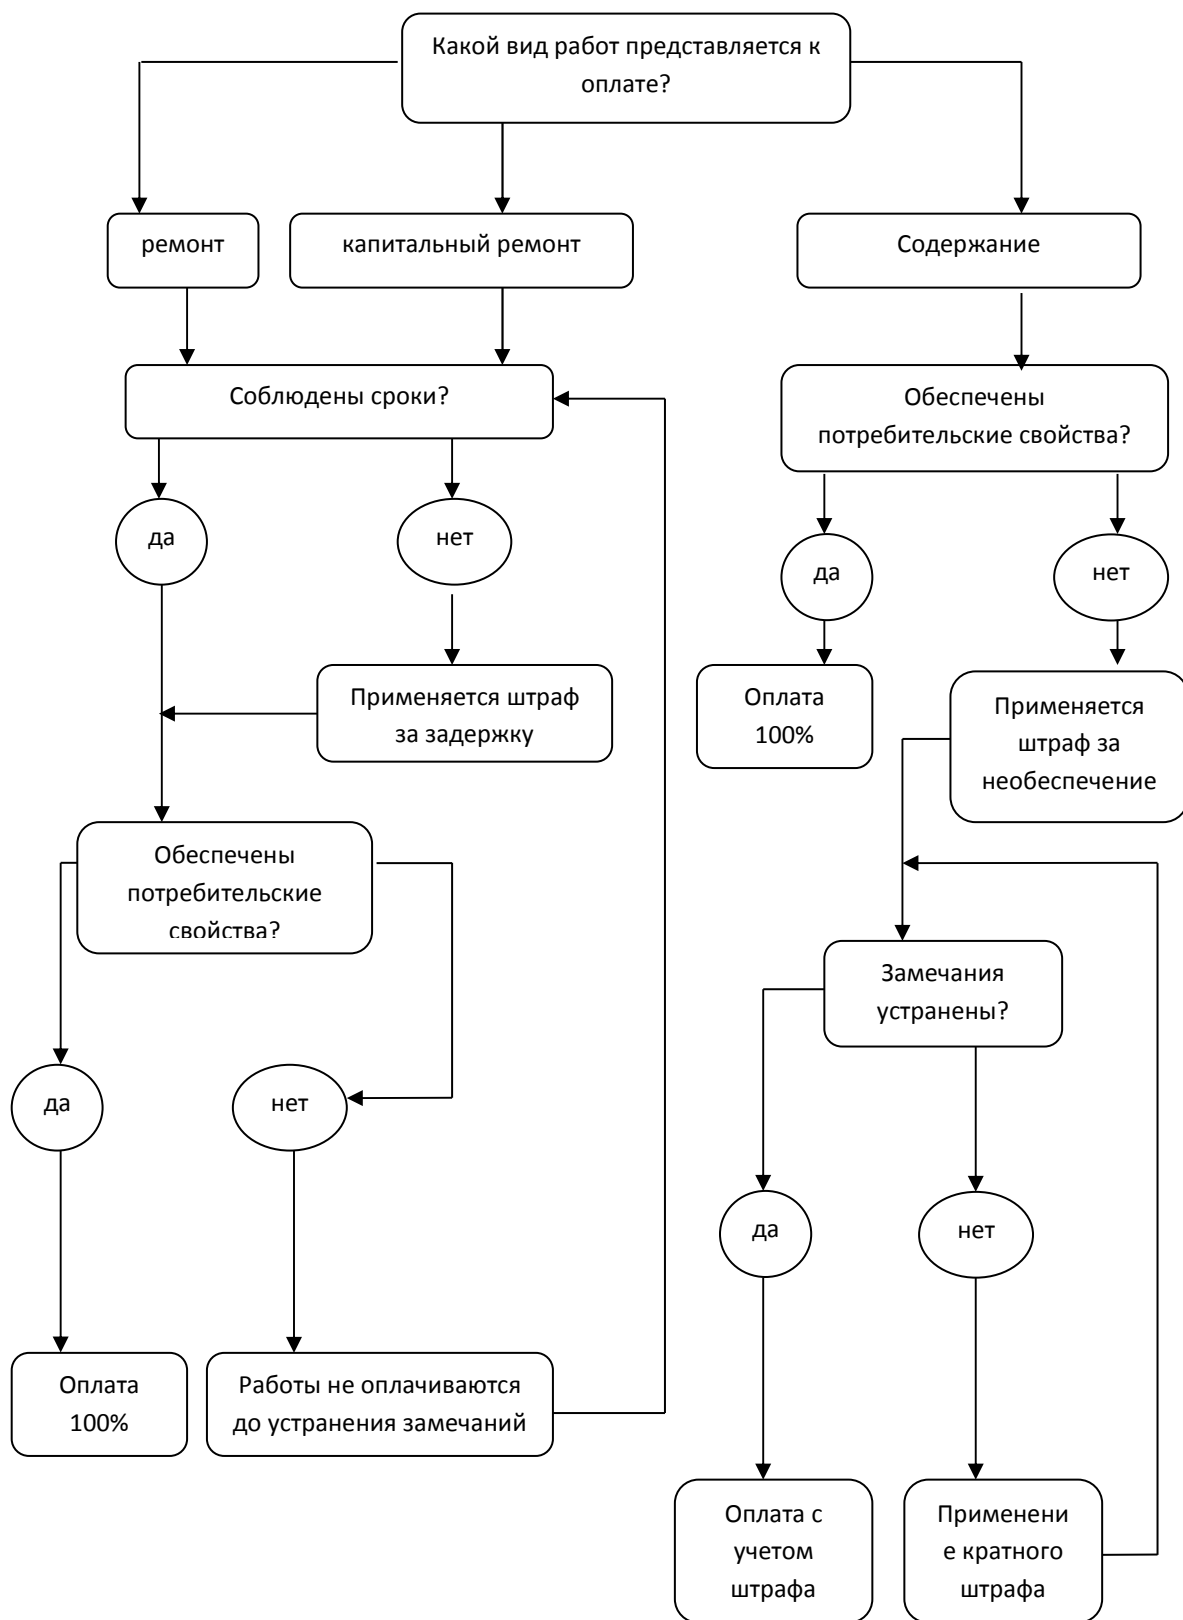 Какой вид работ представляется к
оплате?
ремонт
капитальный ремонт
Содержание
Соблюдены сроки?
Обеспечены
потребительские свойства?
да
нет
да
нет
Применяется штраф
за задержку
Оплата
100%
Применяется
штраф за
необеспечение
Обеспечены
потребительские
свойства?
Замечания
устранены?
да
нет
да
нет
Оплата
100%
Работы не оплачиваются
до устранения замечаний
Оплата с
учетом
штрафа
Применени
е кратного
штрафа